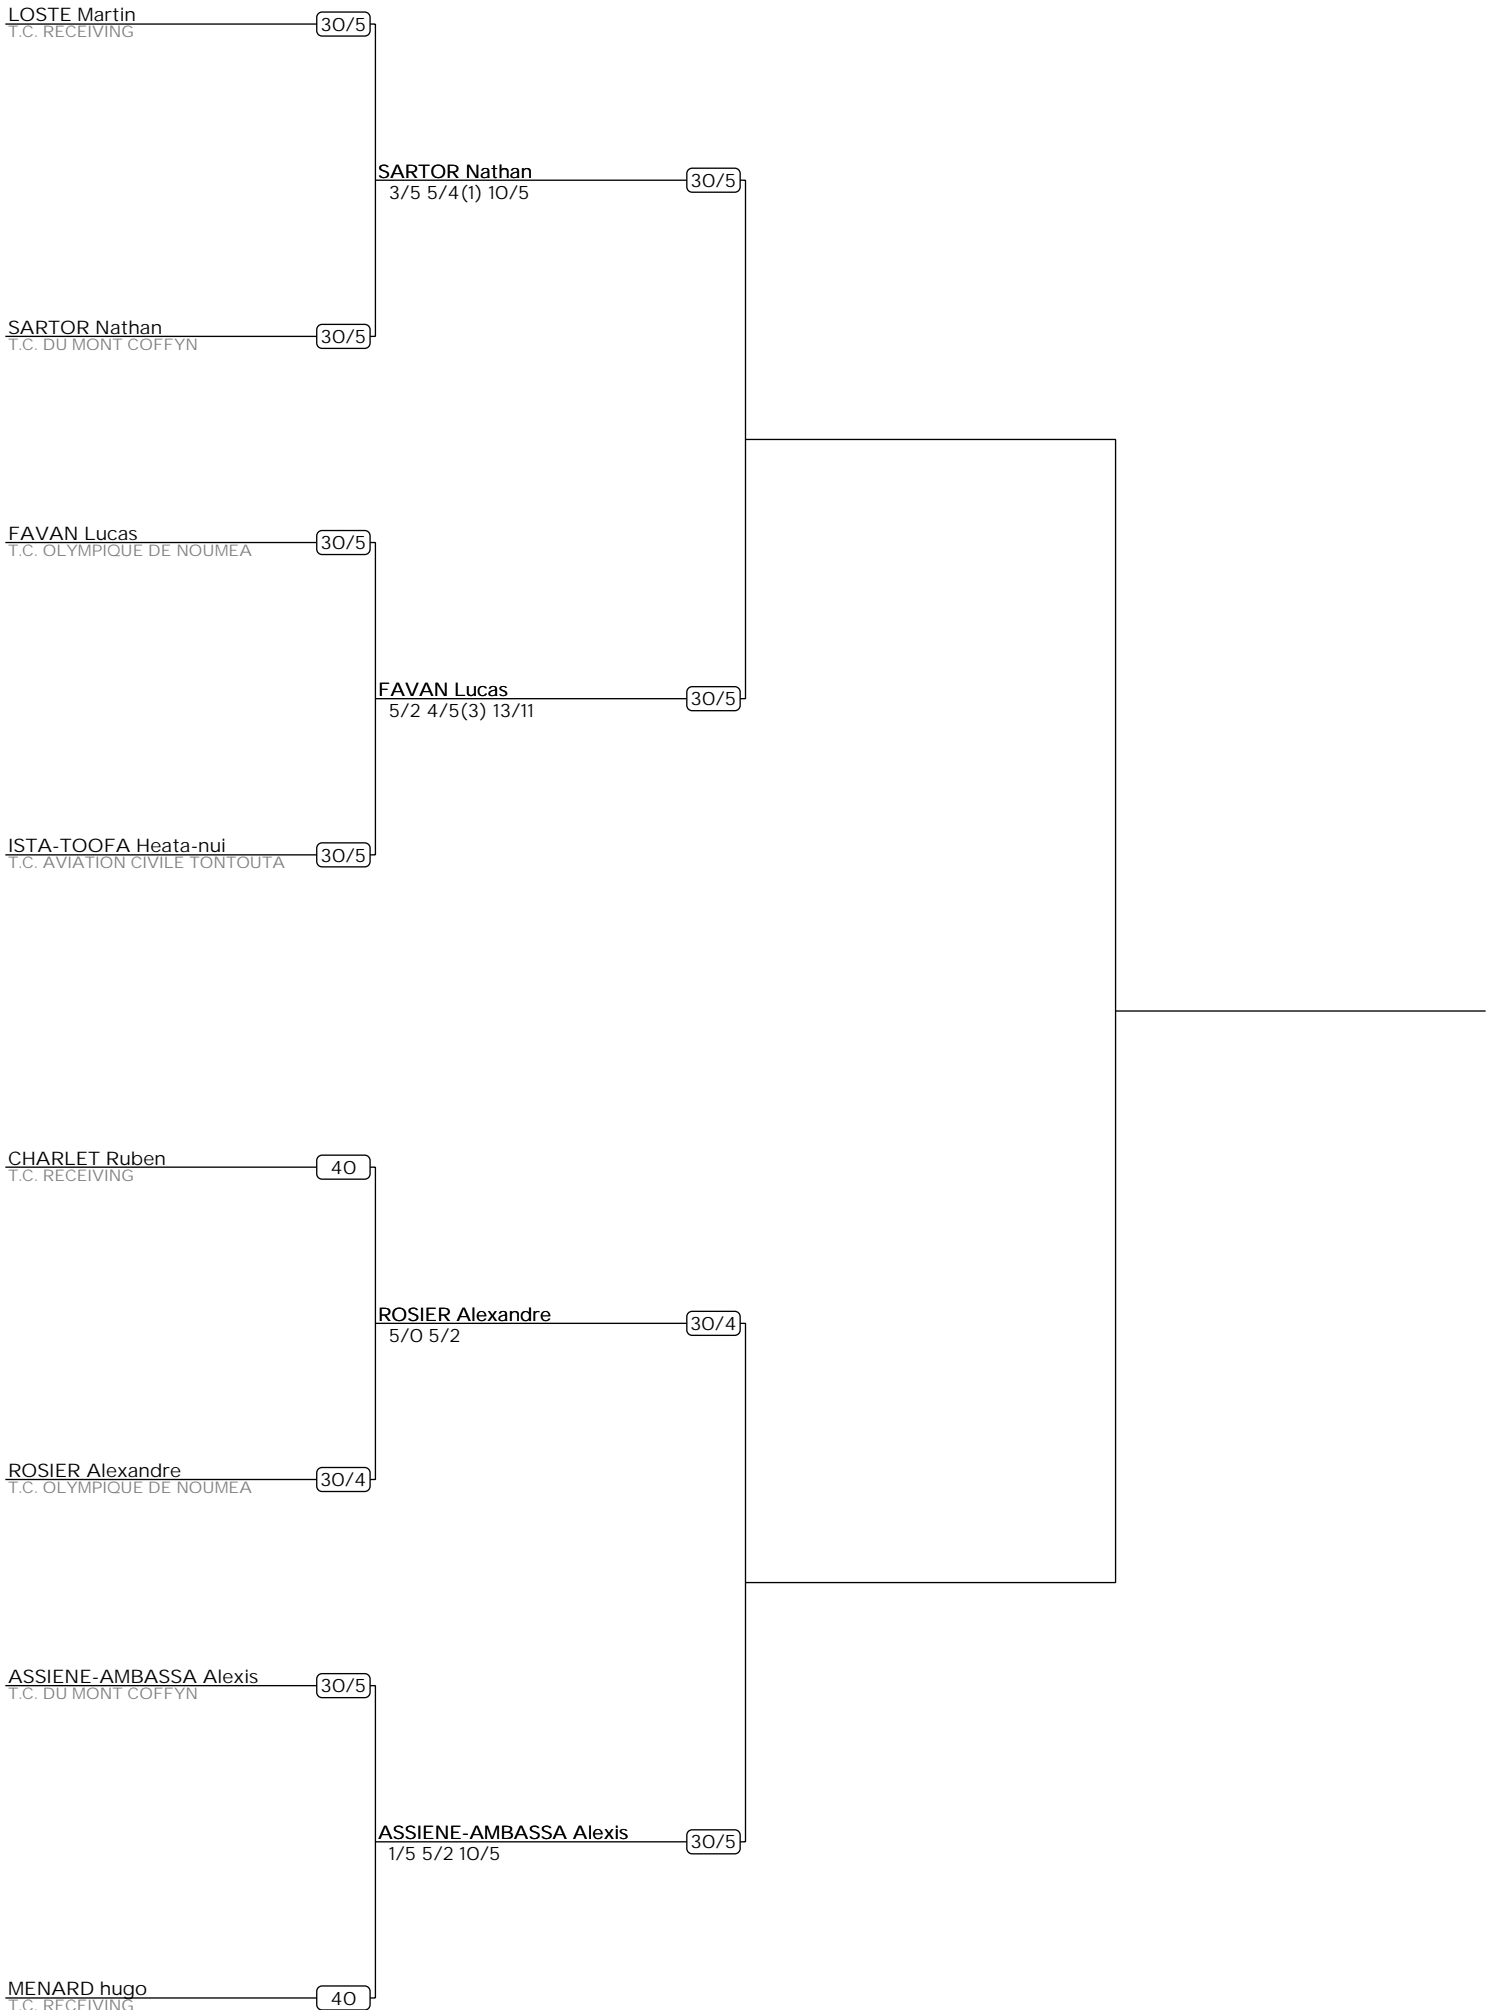 LOSTE Martin
T.C. RECEIVING
30/5
SARTOR Nathan
3/5 5/4(1) 10/5
30/5
SARTOR Nathan
T.C. DU MONT COFFYN
30/5
FAVAN Lucas
T.C. OLYMPIQUE DE NOUMEA
30/5
FAVAN Lucas
5/2 4/5(3) 13/11
30/5
ISTA-TOOFA Heata-nui
T.C. AVIATION CIVILE TONTOUTA
30/5
CHARLET Ruben
T.C. RECEIVING
40
ROSIER Alexandre
5/0 5/2
30/4
ROSIER Alexandre
T.C. OLYMPIQUE DE NOUMEA
30/4
ASSIENE-AMBASSA Alexis
T.C. DU MONT COFFYN
30/5
ASSIENE-AMBASSA Alexis
1/5 5/2 10/5
30/5
MENARD hugo
T.C. RECEIVING
40